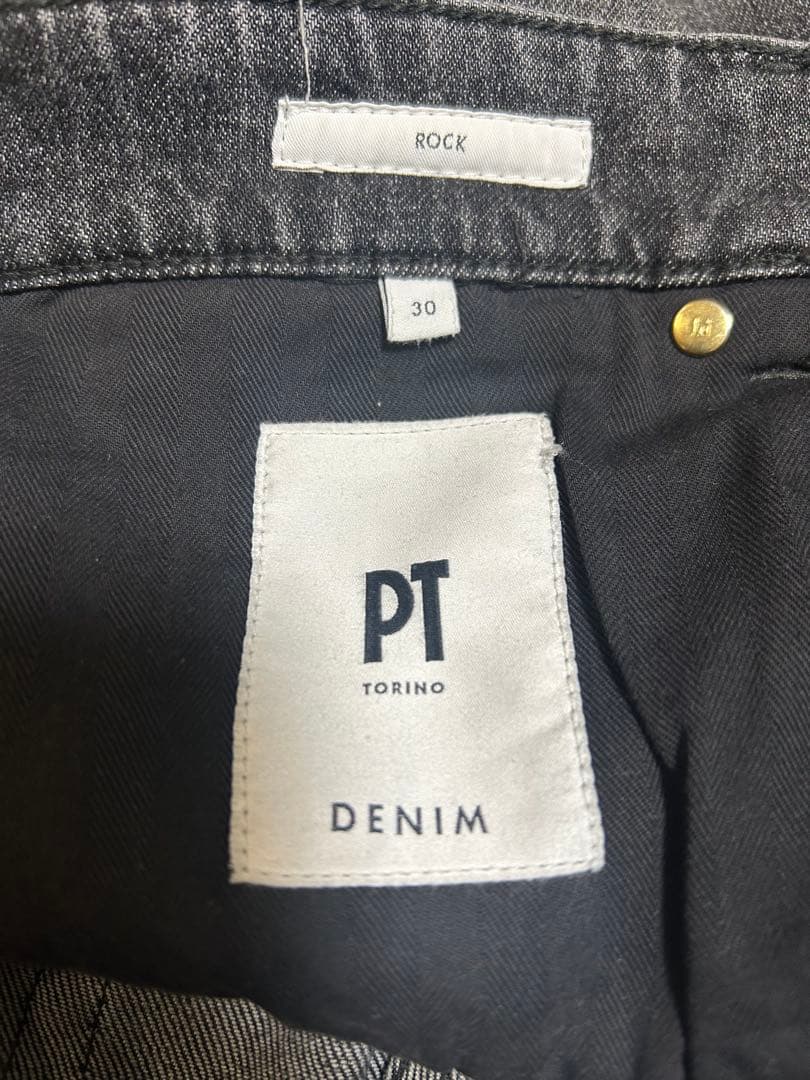 ROCK
30
PT
TORINO
DENIM